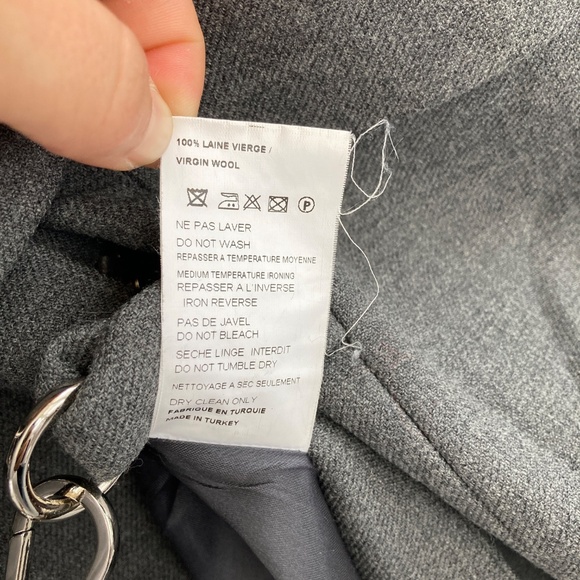 100% LAINE VIERGE /
VIRGIN WOOL
P
NE PAS LAVER
DO NOT WASH
REPASSER A TEMPERATURE MOYENNE
MEDIUM TEMPERATURE IRONING
REPASSER A L'INVERSE
IRON REVERSE
PAS DE JAVEL
DO NOT BLEACH
SECHE LINGE INTERDIT
DO NOT TUMBLE DRY
NETTOYAGE A SEC SEULEMENT
DRY CLEAN ONLY
FABRIQUE EN TURQUIE
MADE IN TURKEY